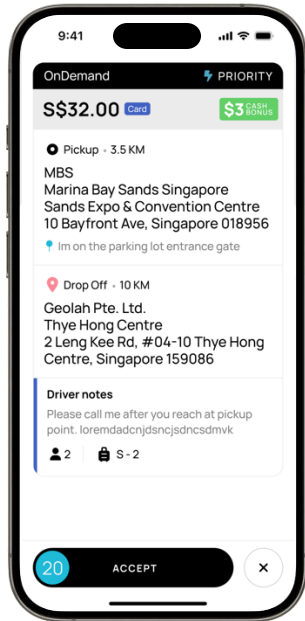 9:41
OnDemand PRIORITY
S$32.00 Card $3 CASH BONUS
Pickup • 3.5 KM
MBS
Marina Bay Sands Singapore
Sands Expo & Convention Centre
10 Bayfront Ave, Singapore 018956
Im on the parking lot entrance gate
Drop Off • 10 KM
Geolah Pte. Ltd.
Thye Hong Centre
2 Leng Kee Rd, #04-10 Thye Hong
Centre, Singapore 159086
Driver notes
Please call me after you reach at pickup
point. loremdadcnjdsncjsdncsdmvk
2 S - 2
20 ACCEPT